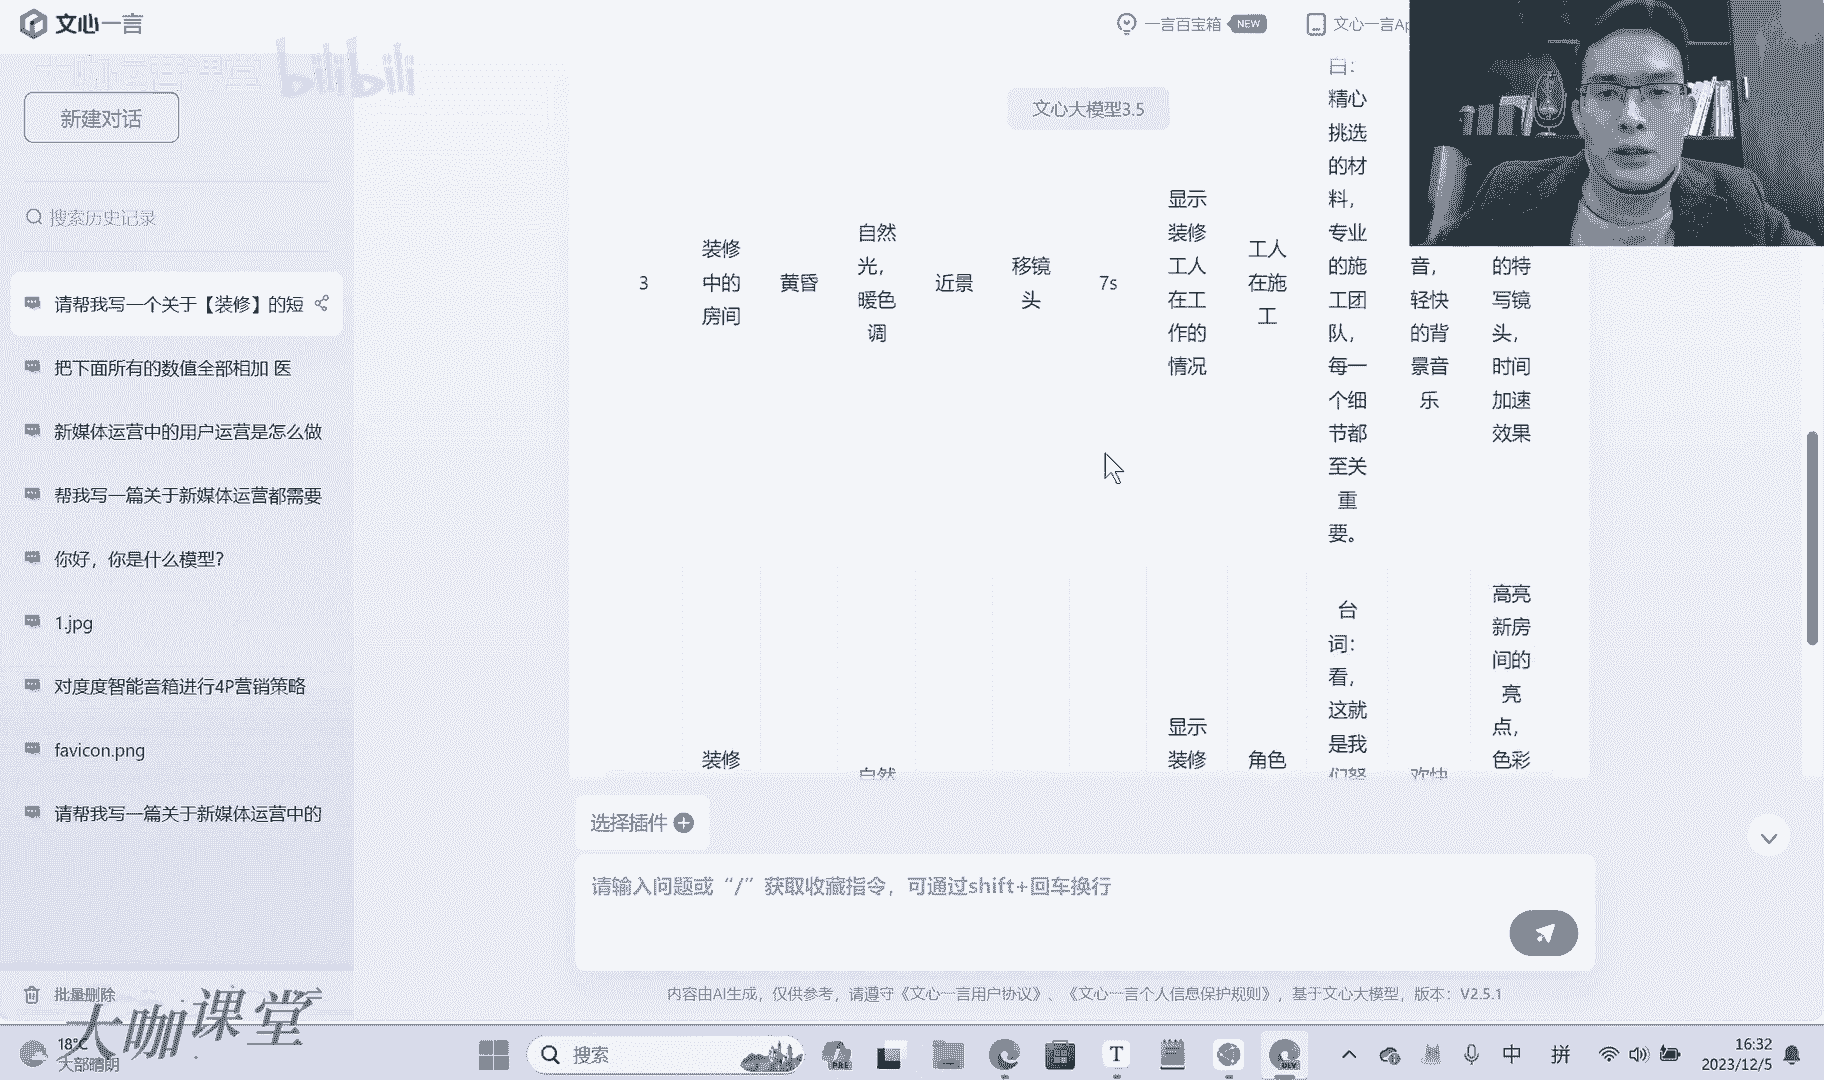 文心一言
一言百宝箱 NEW
文心一言Ap
bilibili
新建对话
文心大模型3.5
搜索历史记录
请帮我写一个关于【装修】的短
把下面所有的数值全部相加 医
新媒体运营中的用户运营是怎么做
帮我写一篇关于新媒体运营都需要
你好，你是什么模型？
1.jpg
对度度智能音箱进行4P营销策略
favicon.png
请帮我写一篇关于新媒体运营中的
批量删除
3
装修
中的
房间
黄昏
自然
光，
暖色
调
近景
移镜
头
7s
显示
装修
工人
在工
作的
情况
工人
在施
工
白：
精心
挑选
的材
料，
专业
的施
工团
队，
每一
个细
节都
至关
重
要。
音，
轻快
的背
景音
乐
的特
写镜
头，
时间
加速
效果
装修
自然
显示
装修
角色
台
词：
看，
这就
是我
们努
欢快
高亮
新房
间的
亮
点，
色彩
选择插件
请输入问题或“/”获取收藏指令，可通过shift+回车换行
内容由AI生成，仅供参考，请遵守《文心一言用户协议》、《文心一言个人信息保护规则》，基于文心大模型，版本：V2.5.1
大咖课堂
18°C
大部晴朗
搜索
PRE
T
DEV
中
拼
16:32
2023/12/5